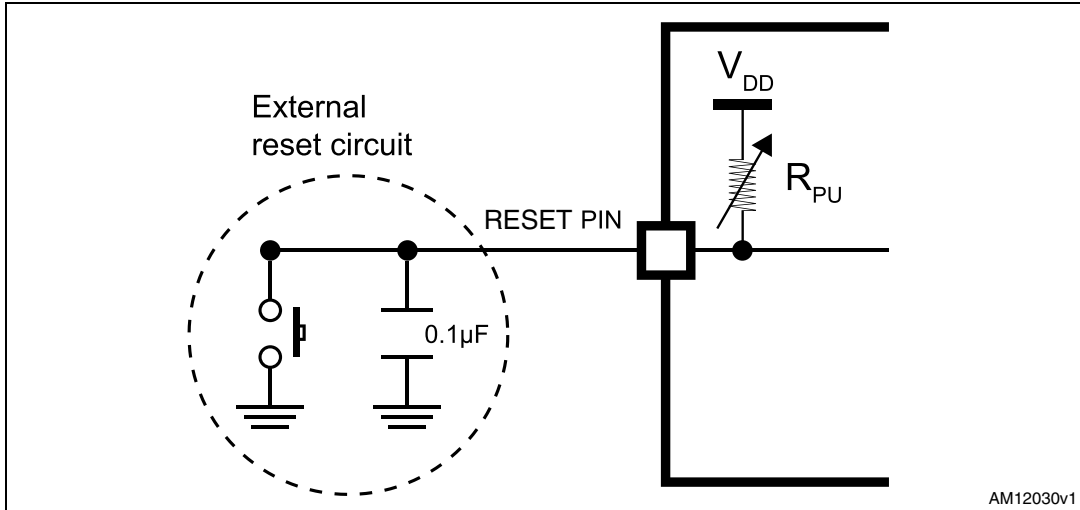 External
reset circuit
RESET PIN
V_DD
R_PU
0.1µF
AM12030v1